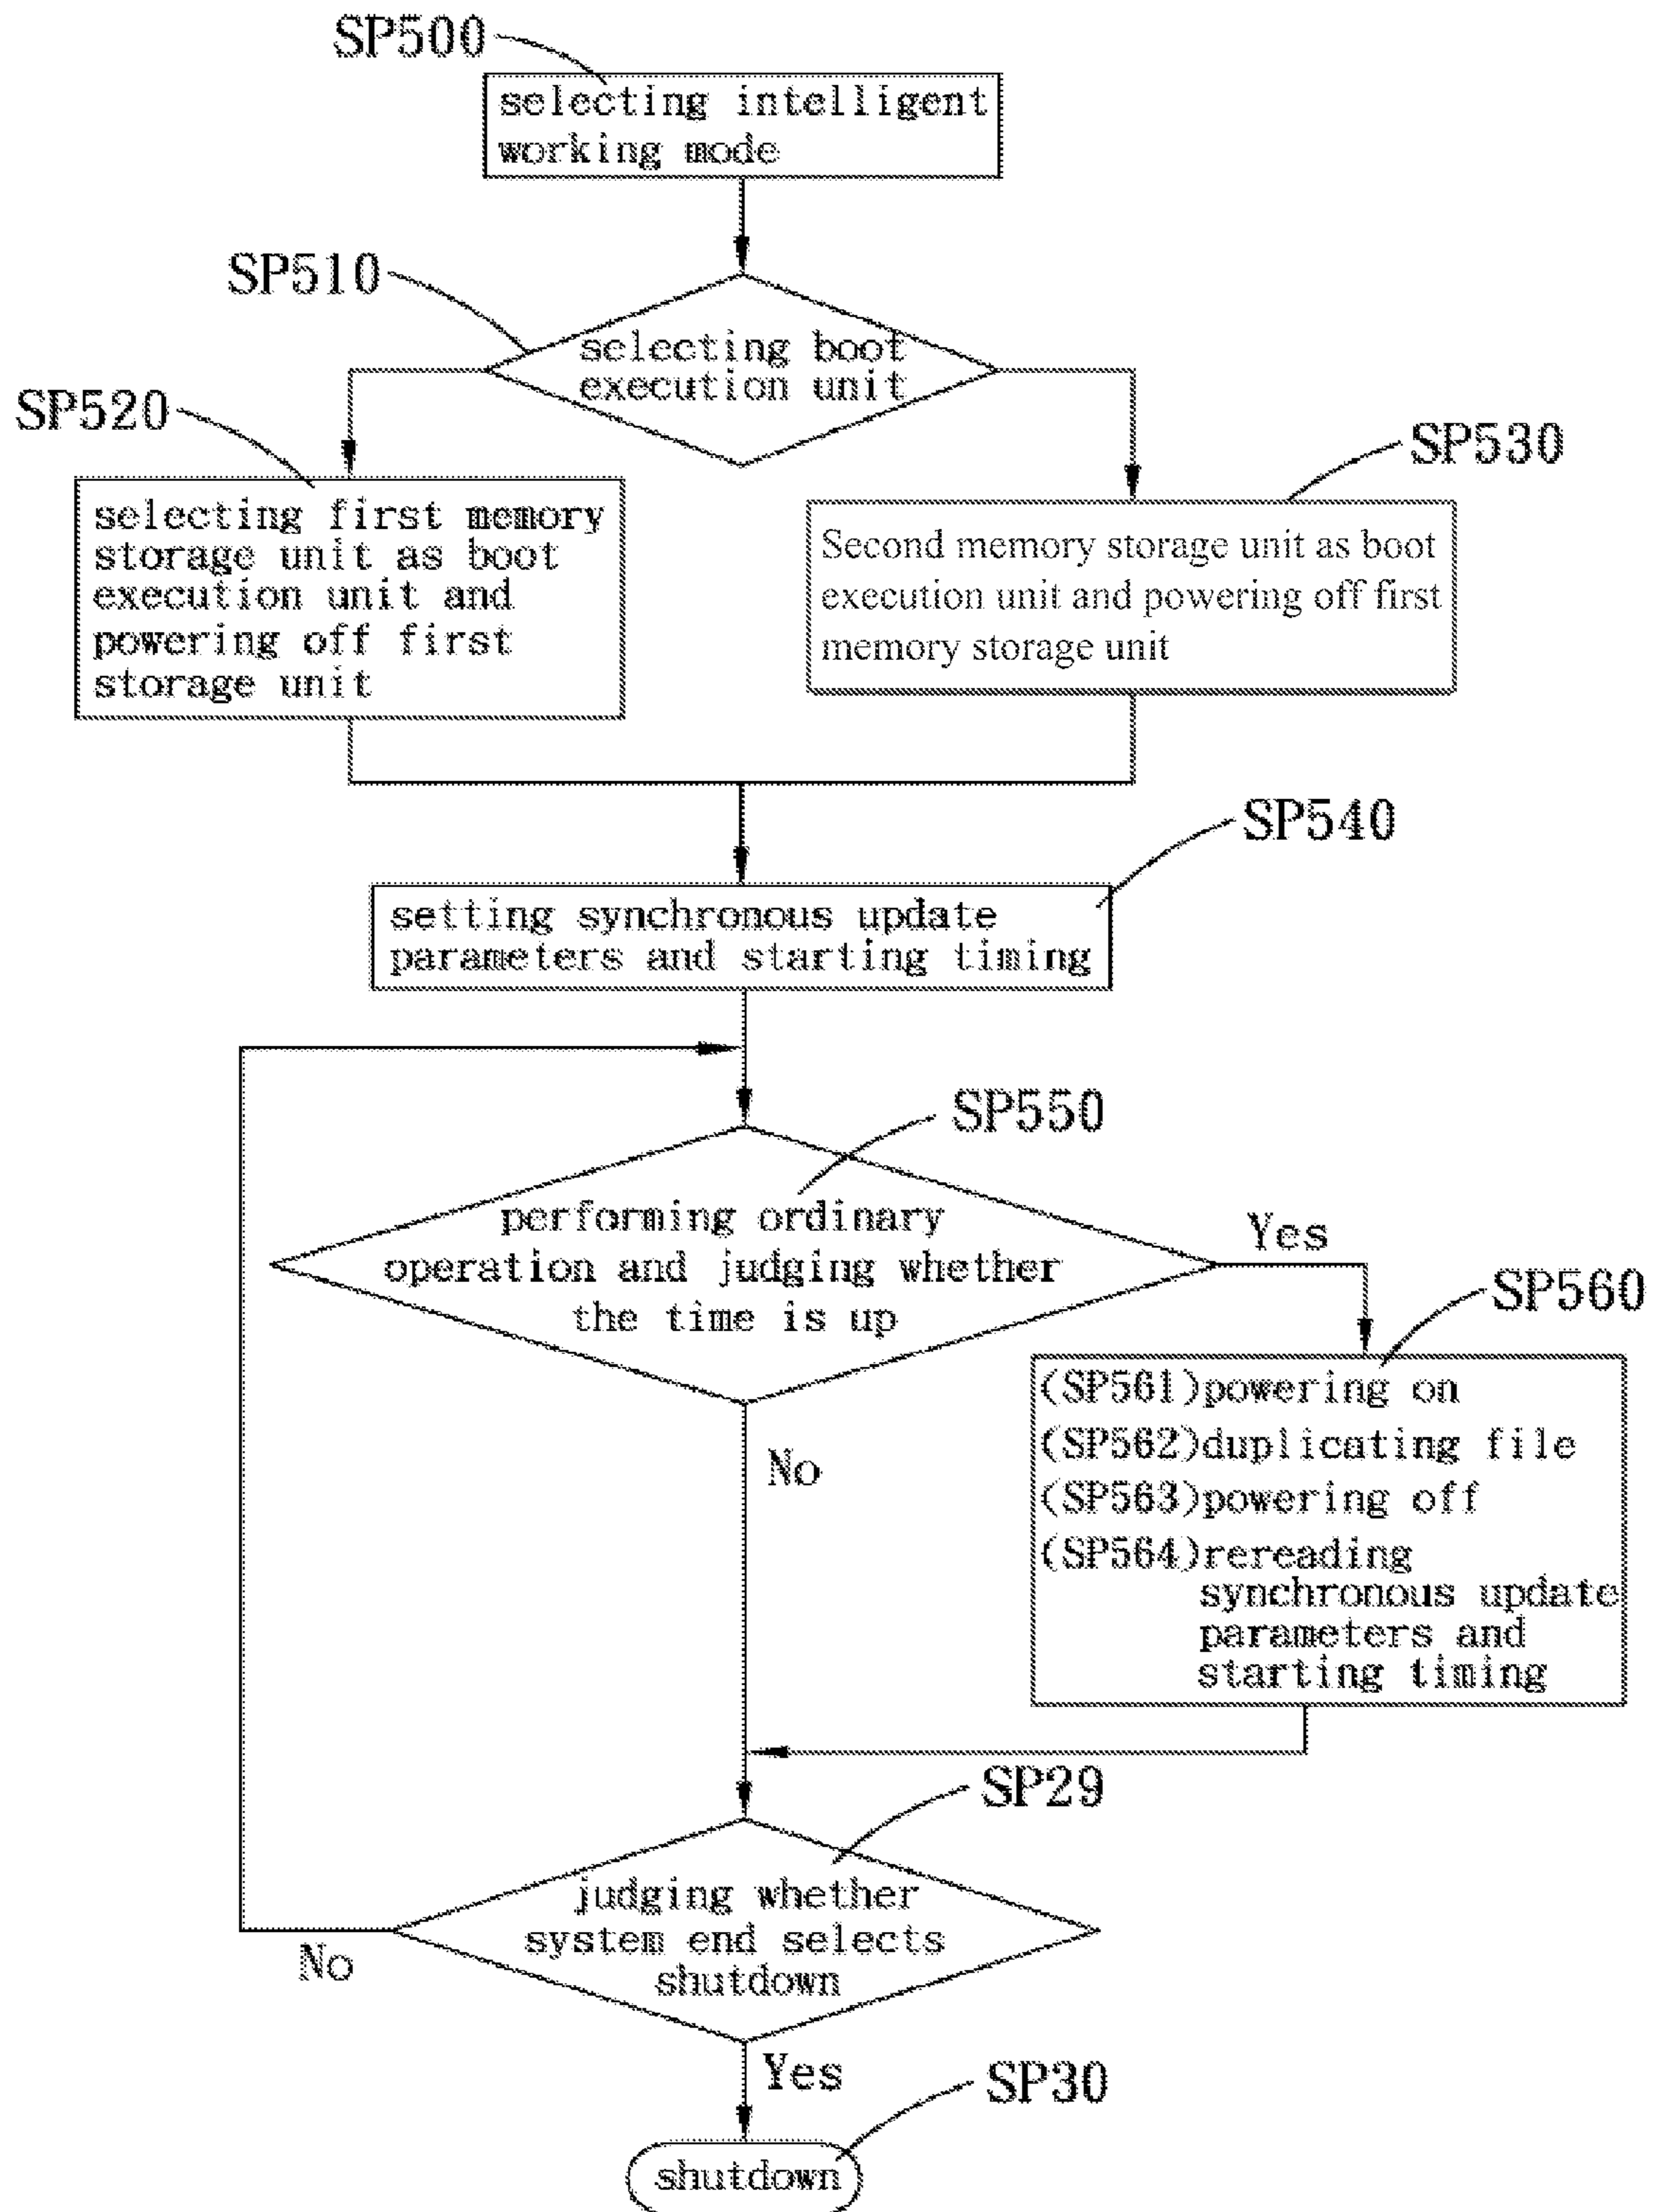 SP500
selecting intelligent
working mode
SP510
selecting boot
execution unit
SP520
selecting first memory
storage unit as boot
execution unit and
powering off first
storage unit
SP530
Second memory storage unit as boot
execution unit and powering off first
memory storage unit
SP540
setting synchronous update
parameters and starting timing
SP550
performing ordinary
operation and judging whether
the time is up
Yes
No
SP560
(SP561)powering on
(SP562)duplicating file
(SP563)powering off
(SP564)rereading
synchronous update
parameters and
starting timing
SP29
judging whether
system end selects
shutdown
No
Yes
SP30
shutdown